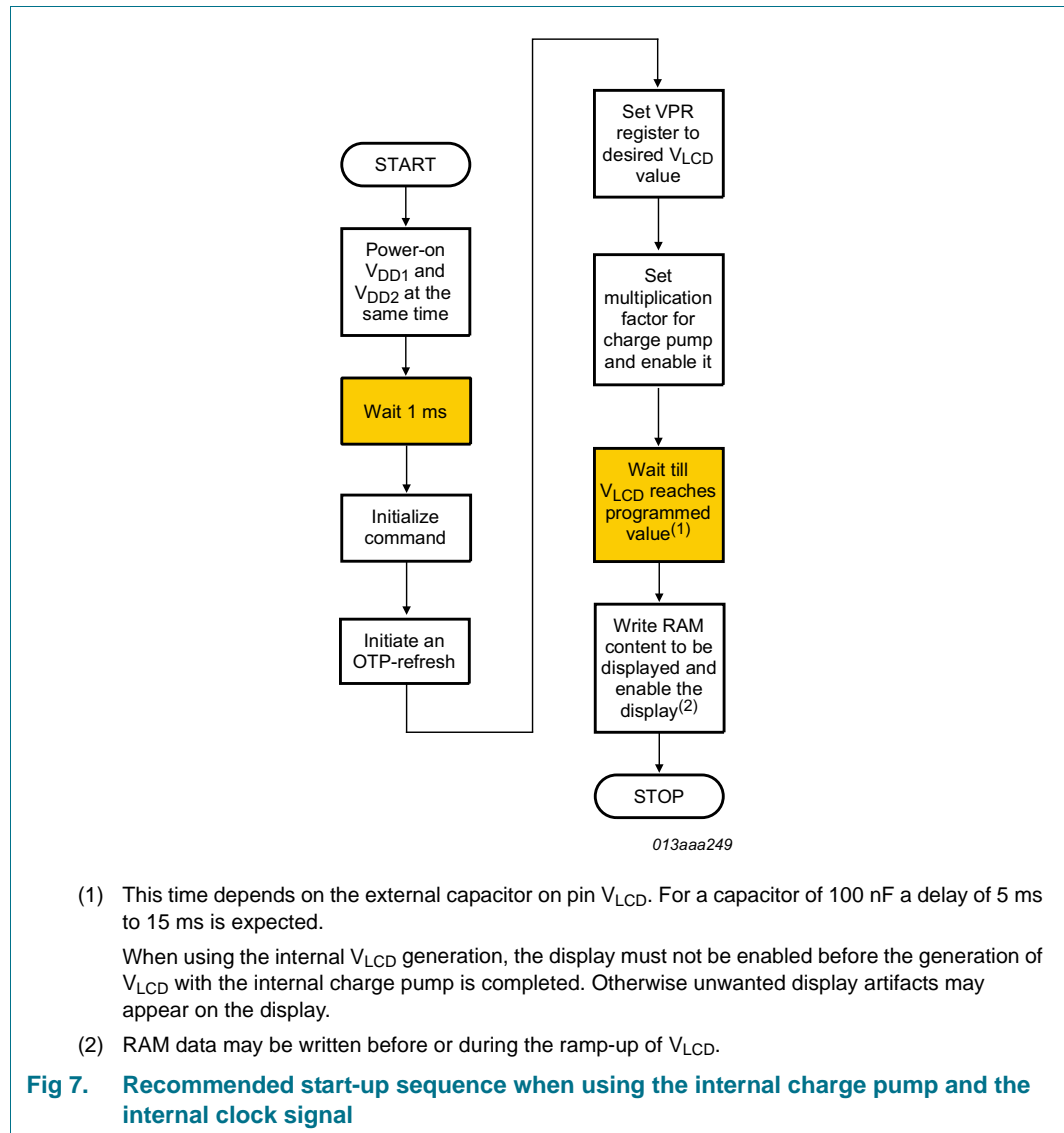 START
Power-on
VDD1 and
VDD2 at the
same time
Wait 1 ms
Initialize
command
Initiate an
OTP-refresh
Set VPR
register to
desired VLCD
value
Set
multiplication
factor for
charge pump
and enable it
Wait till
VLCD reaches
programmed
value(1)
Write RAM
content to be
displayed and
enable the
display(2)
STOP
013aaa249
(1) This time depends on the external capacitor on pin VLCD. For a capacitor of 100 nF a delay of 5 ms
to 15 ms is expected.
When using the internal VLCD generation, the display must not be enabled before the generation of
VLCD with the internal charge pump is completed. Otherwise unwanted display artifacts may
appear on the display.
(2) RAM data may be written before or during the ramp-up of VLCD.
Fig 7. Recommended start-up sequence when using the internal charge pump and the
internal clock signal